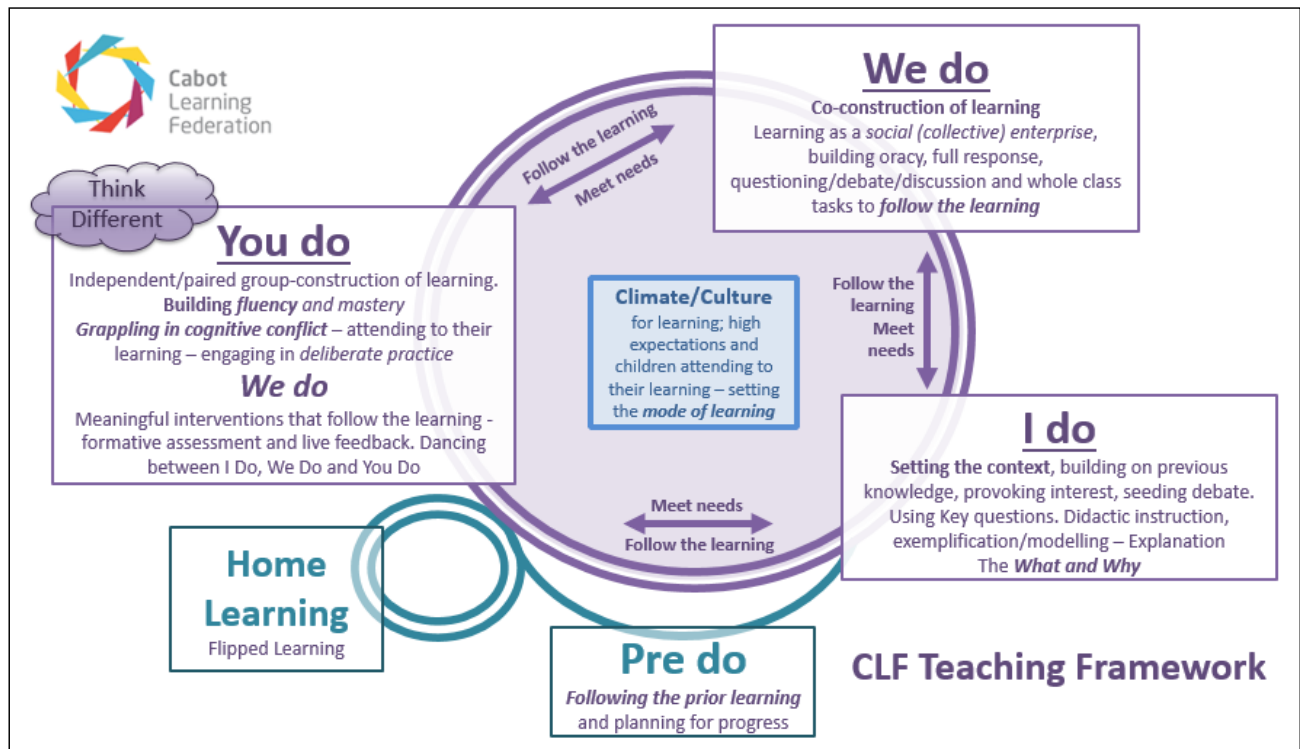 Cabot
Learning
Federation
We do
Co-construction of learning
Learning as a social (collective) enterprise,
building oracy, full response,
questioning/debate/discussion and whole class
tasks to follow the learning
Follow the learning
Meet needs
Think
Different
You do
Independent/paired group-construction of learning.
Building fluency and mastery
Grappling in cognitive conflict – attending to their
learning – engaging in deliberate practice
We do
Meaningful interventions that follow the learning -
formative assessment and live feedback. Dancing
between I Do, We Do and You Do
Climate/Culture
for learning; high
expectations and
children attending to
their learning – setting
the mode of learning
Follow the
learning
Meet
needs
I do
Setting the context, building on previous
knowledge, provoking interest, seeding debate.
Using Key questions. Didactic instruction,
exemplification/modelling – Explanation
The What and Why
Meet needs
Follow the learning
Home
Learning
Flipped Learning
Pre do
Following the prior learning
and planning for progress
CLF Teaching Framework